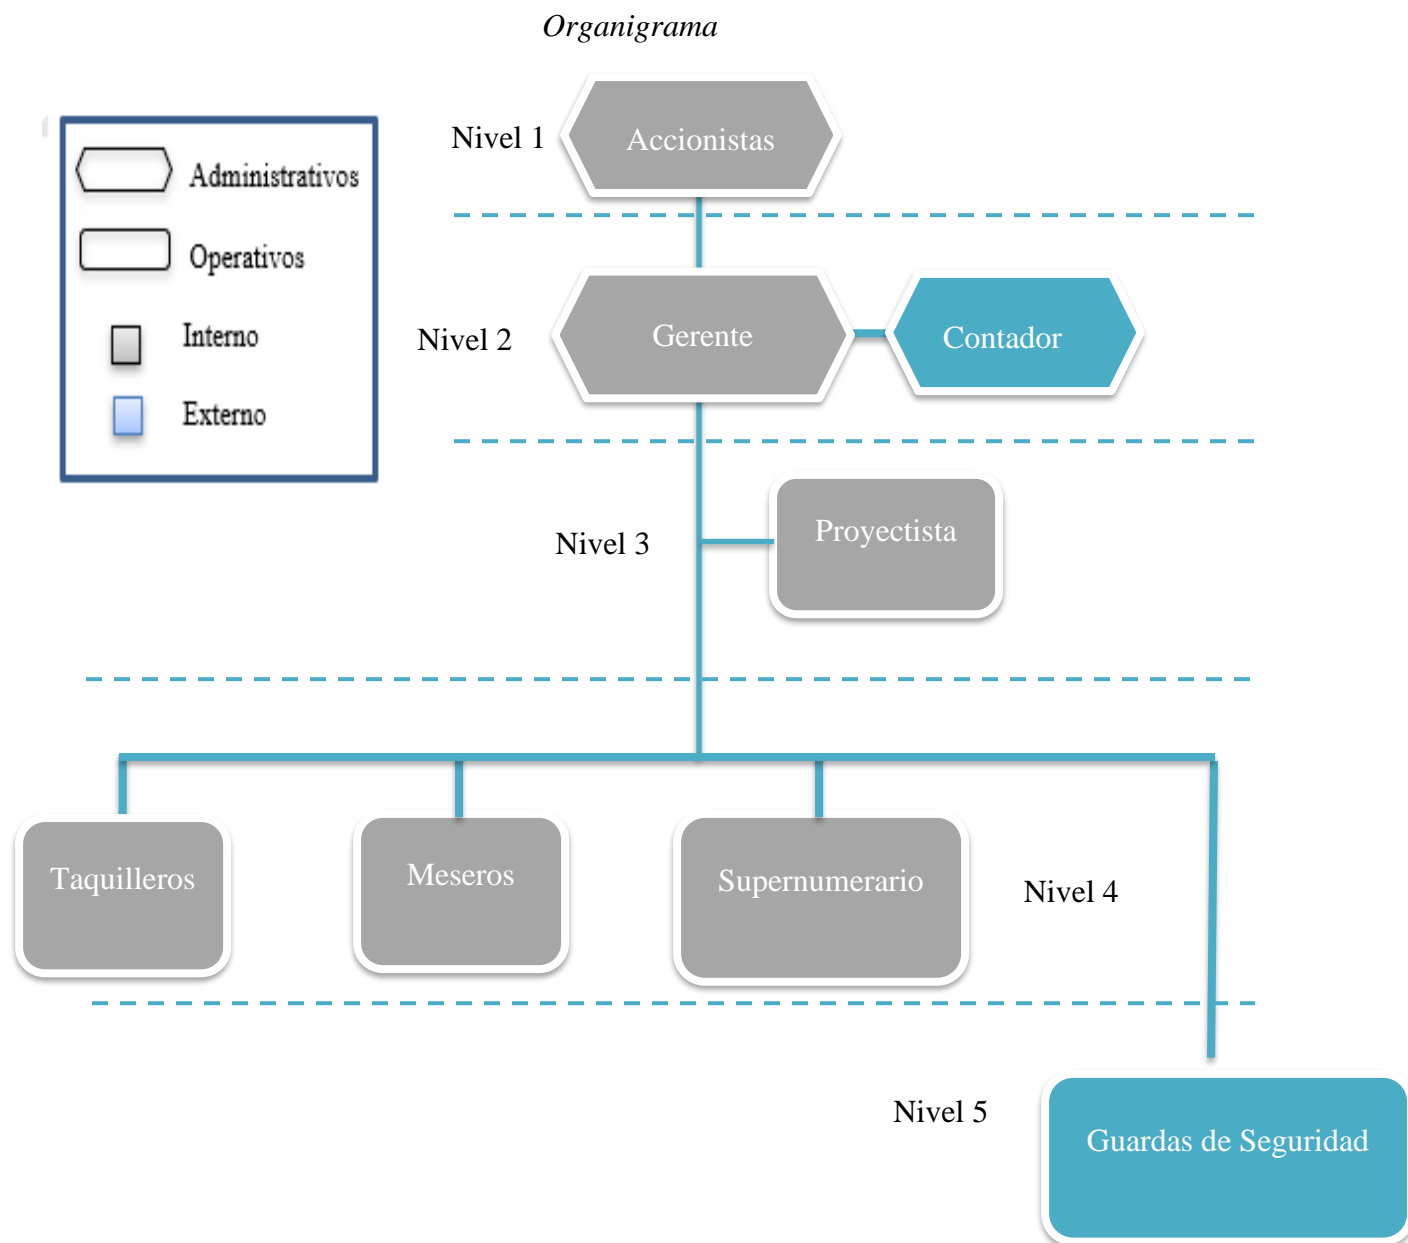 Organigrama
Nivel 1
Accionistas
Administrativos
Operativos
Interno
Externo
Nivel 2
Gerente
Contador
Nivel 3
Proyectista
Taquilleros
Meseros
Supernumerario
Nivel 4
Nivel 5
Guardas de Seguridad